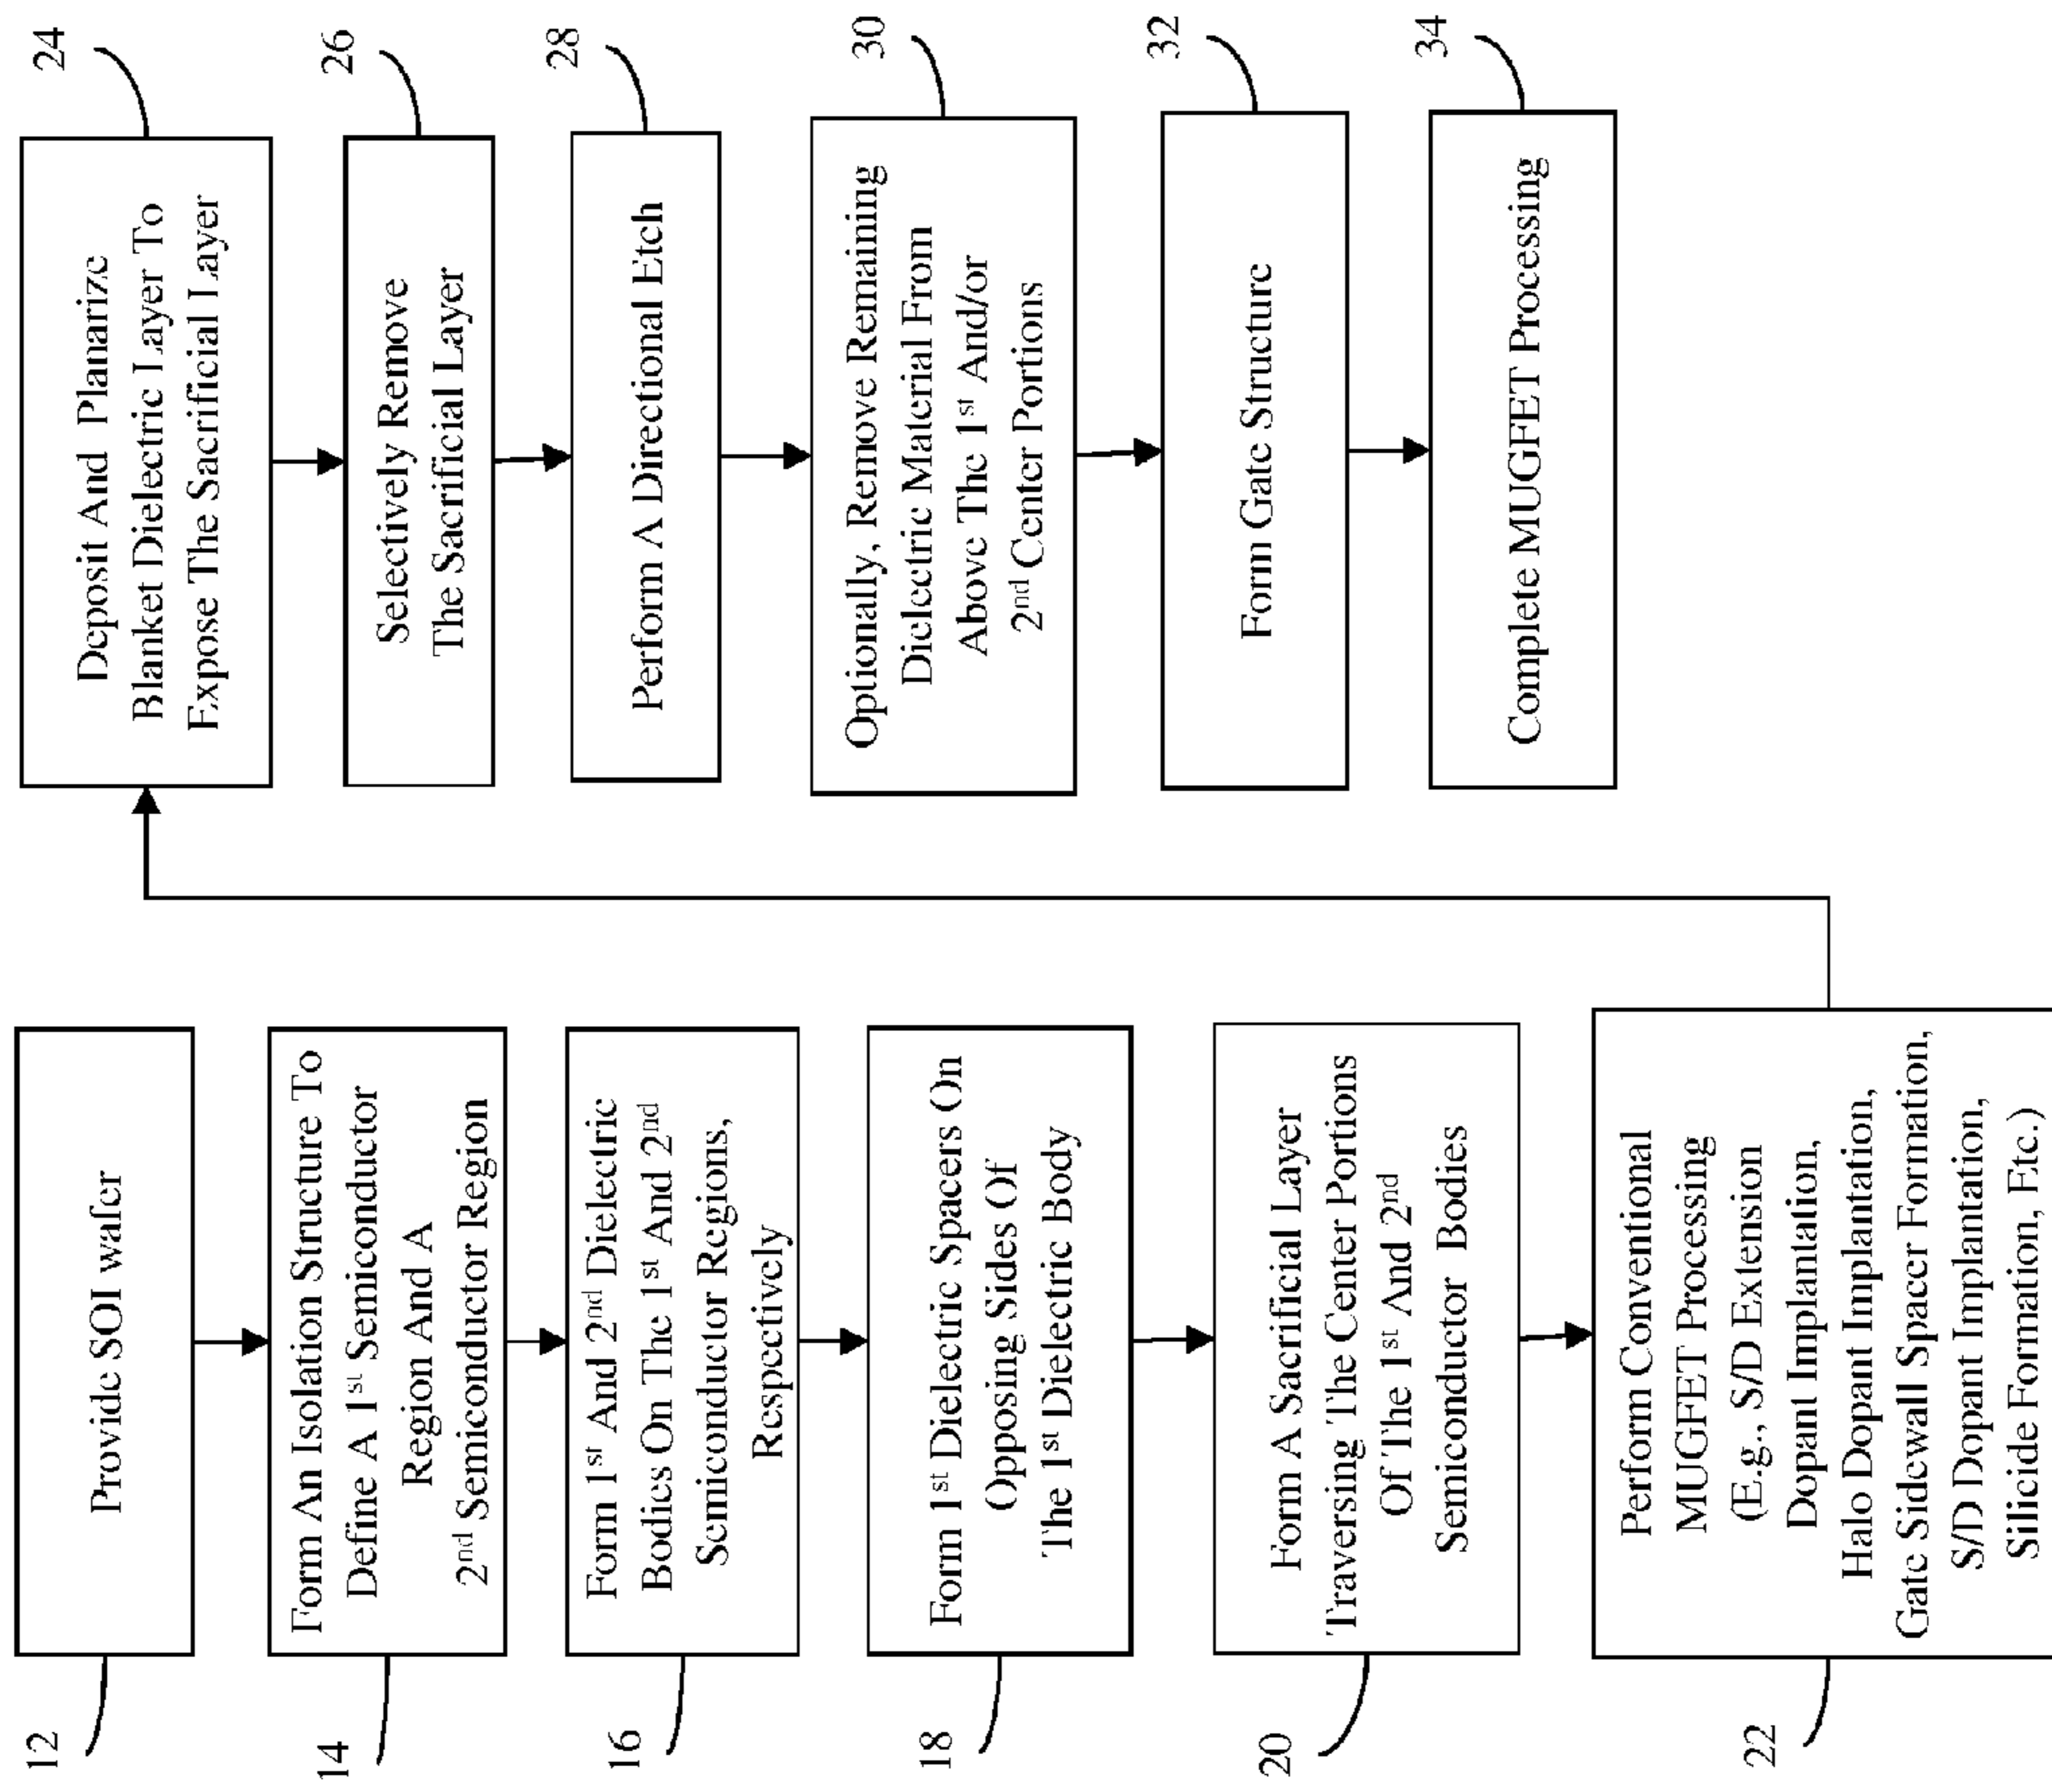 12
Provide SOI wafer
14
Form An Isolation Structure To
Define A 1st Semiconductor
Region And A
2nd Semiconductor Region
16
Form 1st And 2nd Dielectric
Bodies On The 1st And 2nd
Semiconductor Regions,
Respectively
18
Form 1st Dielectric Spacers On
Opposing Sides Of
The 1st Dielectric Body
20
Form A Sacrificial Layer
Traversing The Center Portions
Of The 1st And 2nd
Semiconductor Bodies
22
Perform Conventional
MUGFET Processing
(E.g., S/D Extension
Dopant Implantation,
Halo Dopant Implantation,
Gate Sidewall Spacer Formation,
S/D Dopant Implantation,
Silicide Formation, Etc.)
24
Deposit And Planarize
Blanket Dielectric Layer To
Expose The Sacrificial Layer
26
Selectively Remove
The Sacrificial Layer
28
Perform A Directional Etch
30
Optionally, Remove Remaining
Dielectric Material From
Above The 1st And/or
2nd Center Portions
32
Form Gate Structure
34
Complete MUGFET Processing